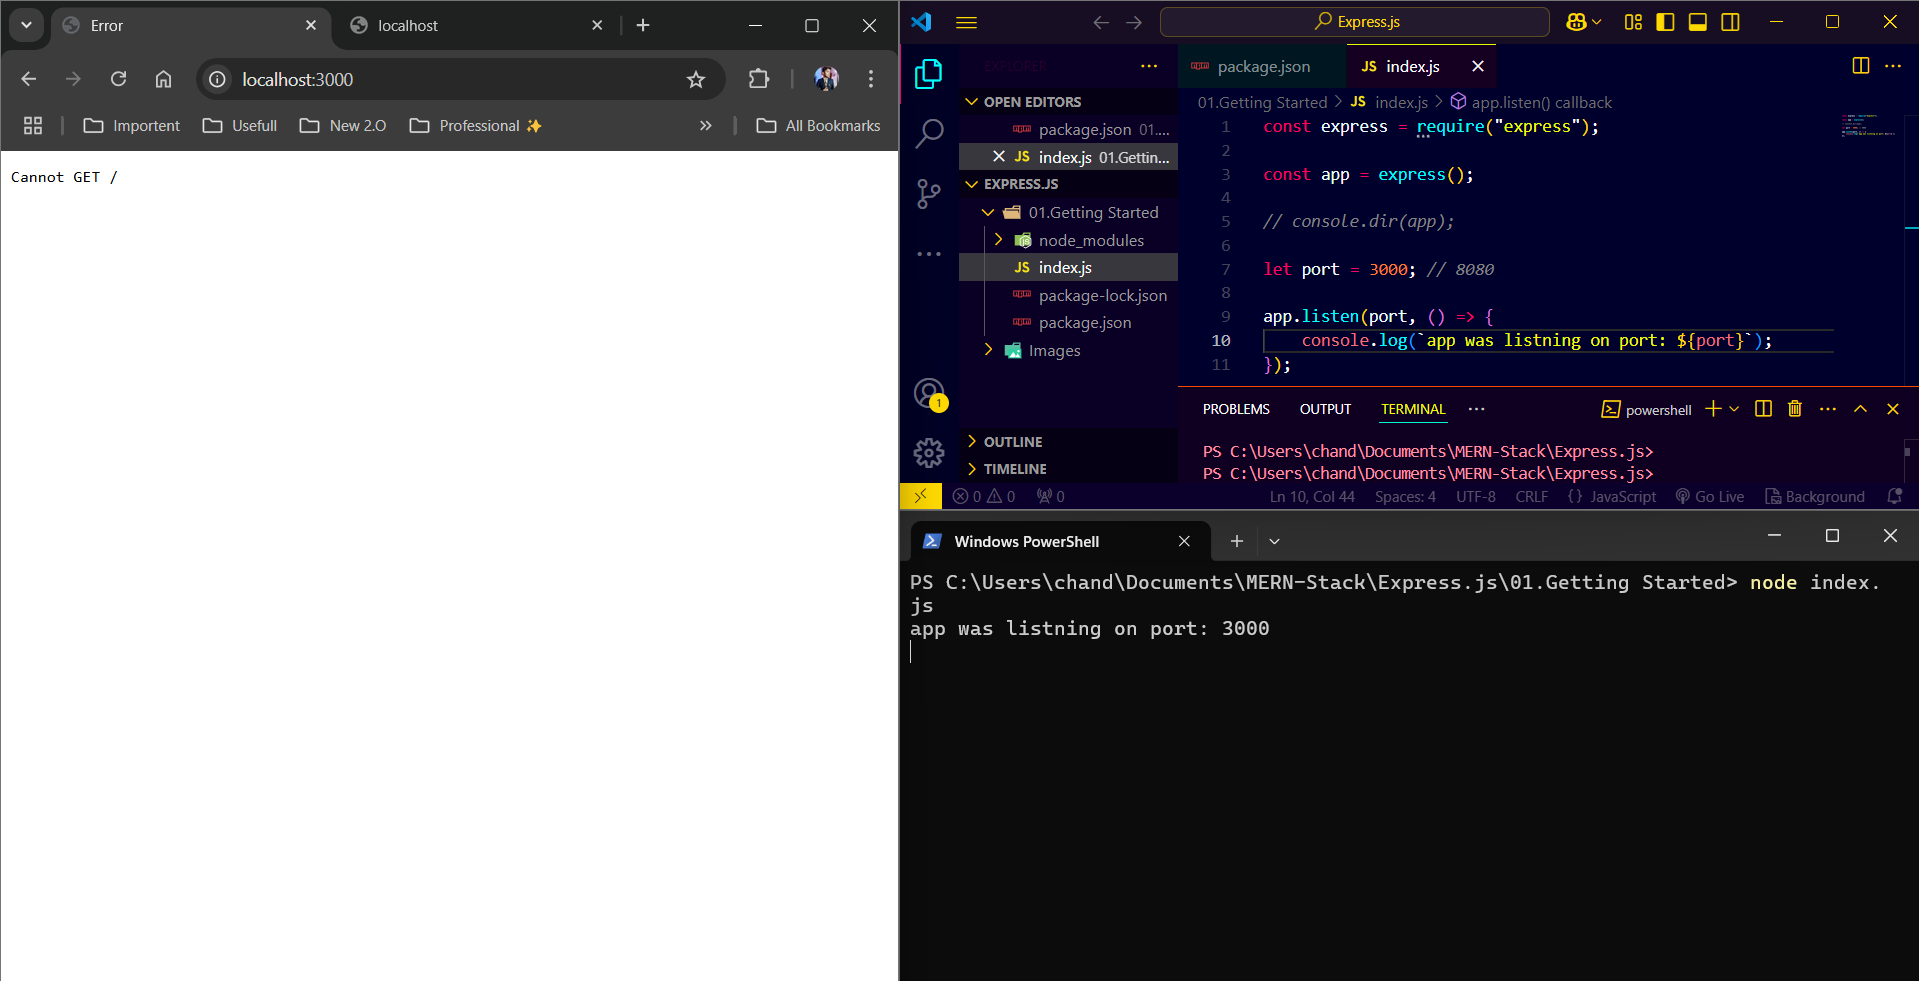 Error
localhost
localhost:3000
Importent
Usefull
New 2.O
Professional ✨
All Bookmarks
Cannot GET /
Express.js
EXPLORER
OPEN EDITORS
package.json 01....
index.js 01.Gettin...
EXPRESS.JS
01.Getting Started
node_modules
index.js
package-lock.json
package.json
Images
OUTLINE
TIMELINE
1
package.json
index.js
01.Getting Started > JS index.js > app.listen() callback
1 const express = require("express");
2
3 const app = express();
4
5 // console.dir(app);
6
7 let port = 3000; // 8080
8
9 app.listen(port, () => {
10 console.log(`app was listning on port: ${port}`);
11 });
PROBLEMS OUTPUT TERMINAL
powershell
PS C:\Users\chand\Documents\MERN-Stack\Express.js>
PS C:\Users\chand\Documents\MERN-Stack\Express.js>
0 0 0 Ln 10, Col 44 Spaces: 4 UTF-8 CRLF {} JavaScript Go Live Background
Windows PowerShell
PS C:\Users\chand\Documents\MERN-Stack\Express.js\01.Getting Started> node index.
js
app was listning on port: 3000